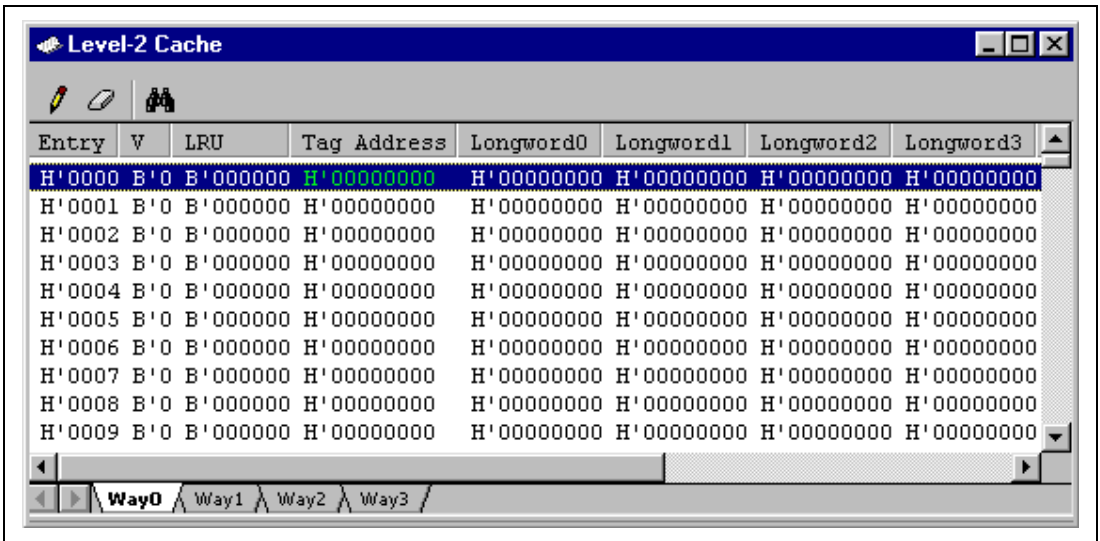 Level-2 Cache
Entry V LRU Tag Address Longword0 Longword1 Longword2 Longword3
H'0000 B'0 B'000000 H'00000000 H'00000000 H'00000000 H'00000000 H'00000000
H'0001 B'0 B'000000 H'00000000 H'00000000 H'00000000 H'00000000 H'00000000
H'0002 B'0 B'000000 H'00000000 H'00000000 H'00000000 H'00000000 H'00000000
H'0003 B'0 B'000000 H'00000000 H'00000000 H'00000000 H'00000000 H'00000000
H'0004 B'0 B'000000 H'00000000 H'00000000 H'00000000 H'00000000 H'00000000
H'0005 B'0 B'000000 H'00000000 H'00000000 H'00000000 H'00000000 H'00000000
H'0006 B'0 B'000000 H'00000000 H'00000000 H'00000000 H'00000000 H'00000000
H'0007 B'0 B'000000 H'00000000 H'00000000 H'00000000 H'00000000 H'00000000
H'0008 B'0 B'000000 H'00000000 H'00000000 H'00000000 H'00000000 H'00000000
H'0009 B'0 B'000000 H'00000000 H'00000000 H'00000000 H'00000000 H'00000000
Way0 Way1 Way2 Way3